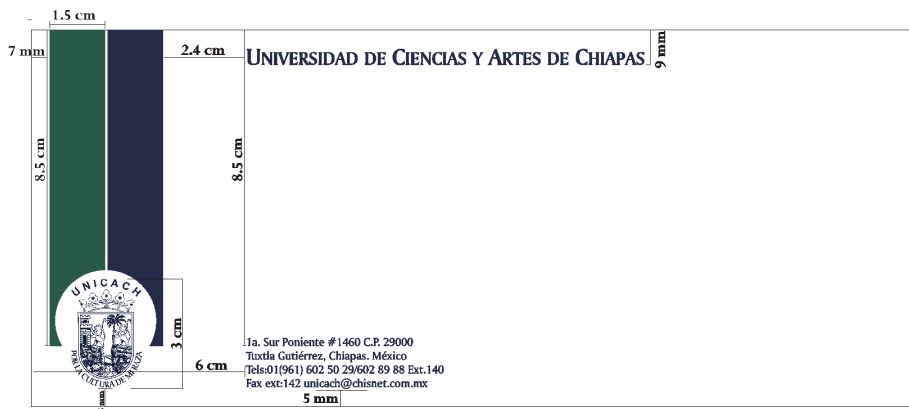 1.5 cm
7 mm
2.4 cm
UNIVERSIDAD DE CIENCIAS Y ARTES DE CHIAPAS
9 mm
8.5 cm
8.5 cm
UNICACH
3 cm
POR LA CULTURA DE MI RAZA
1a. Sur Poniente #1460 C.P. 29000
Tuxtla Gutiérrez, Chiapas. México
6 cm
Tels:01(961) 602 50 29/602 89 88 Ext.140
Fax ext:142 unicach@chisnet.com.mx
5 mm